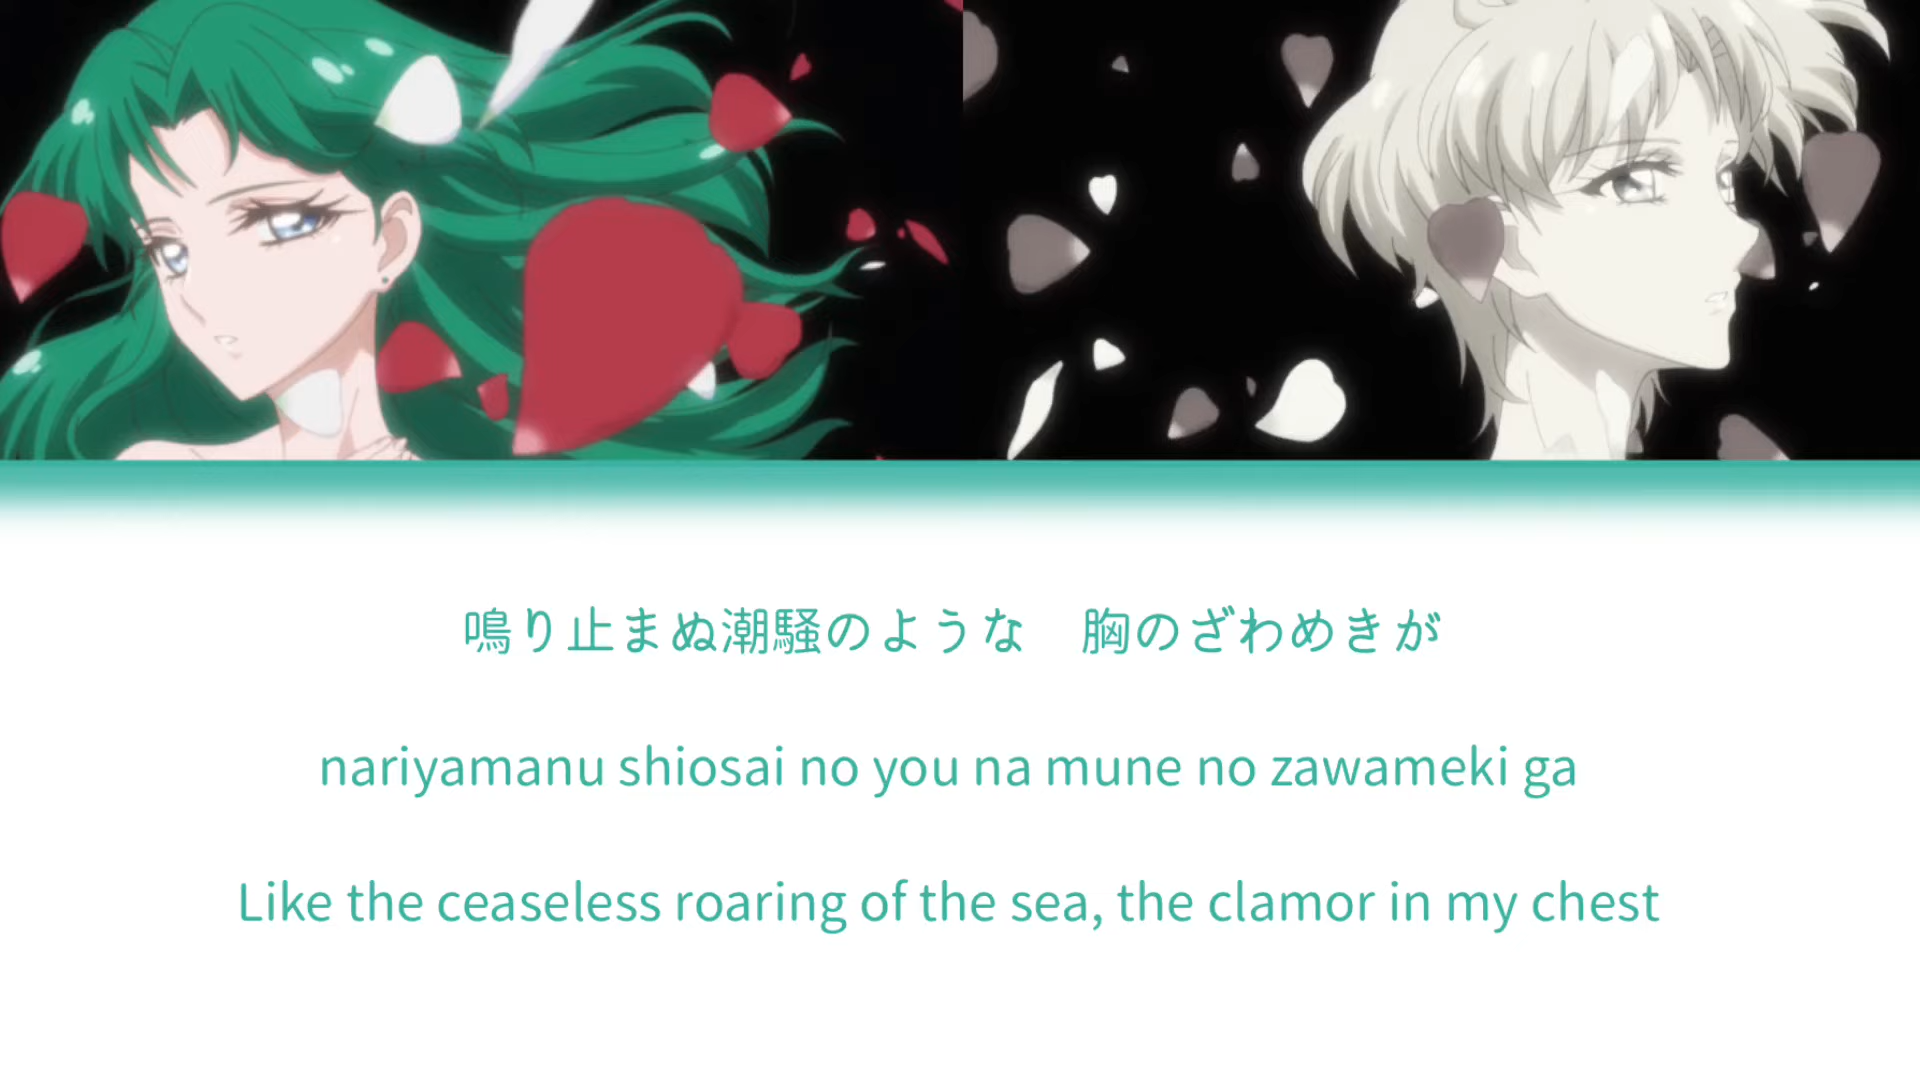 鳴り止まぬ潮騒のような　胸のざわめきが
nariyamanu shiosai no you na mune no zawameki ga
Like the ceaseless roaring of the sea, the clamor in my chest